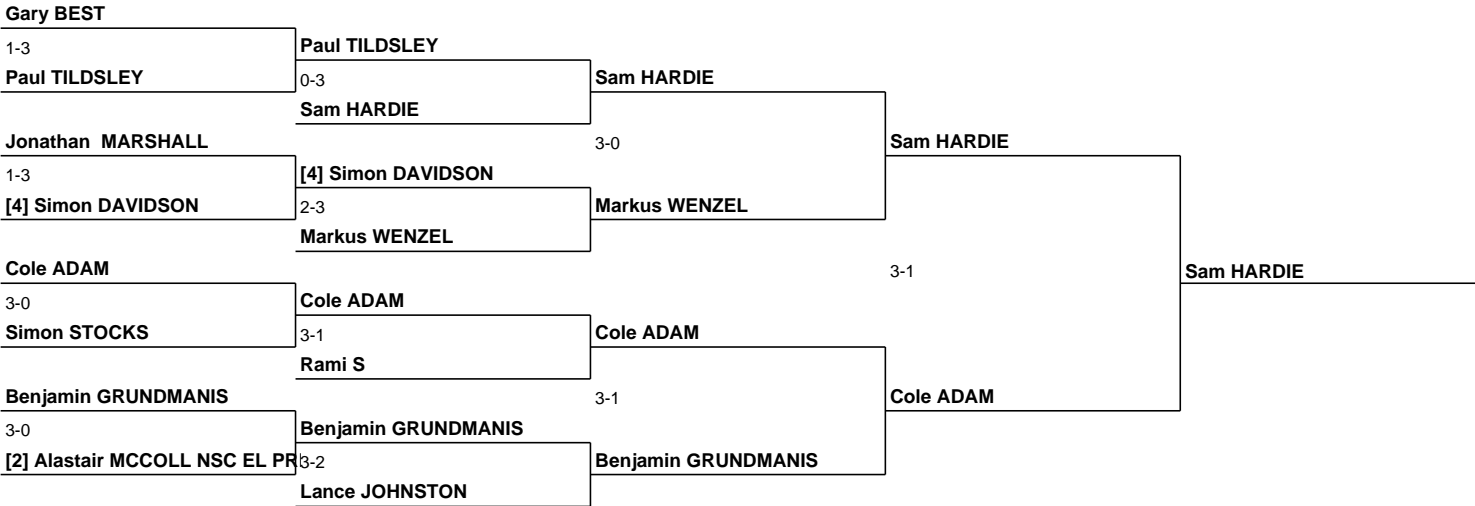 Gary BEST
1-3
Paul TILDSLEY
Paul TILDSLEY
0-3
Sam HARDIE
Sam HARDIE
Jonathan  MARSHALL
1-3
[4] Simon DAVIDSON
[4] Simon DAVIDSON
2-3
Markus WENZEL
3-0
Markus WENZEL
Sam HARDIE
Cole ADAM
3-0
Simon STOCKS
Cole ADAM
3-1
Rami S
Cole ADAM
Benjamin GRUNDMANIS
3-0
[2] Alastair MCCOLL NSC EL PR
Benjamin GRUNDMANIS
3-2
Lance JOHNSTON
3-1
Benjamin GRUNDMANIS
3-1
Cole ADAM
Sam HARDIE